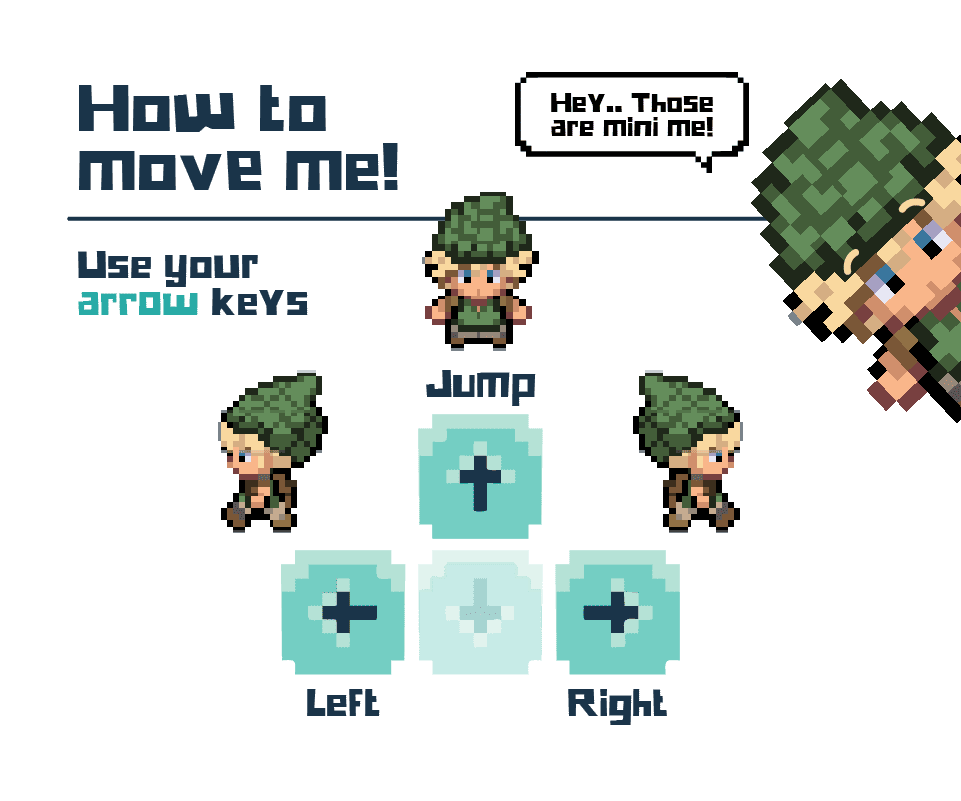 How to
move me!
HeY.. Those
are mini me!
Use your
arrow keYs
Jump
Left
Right